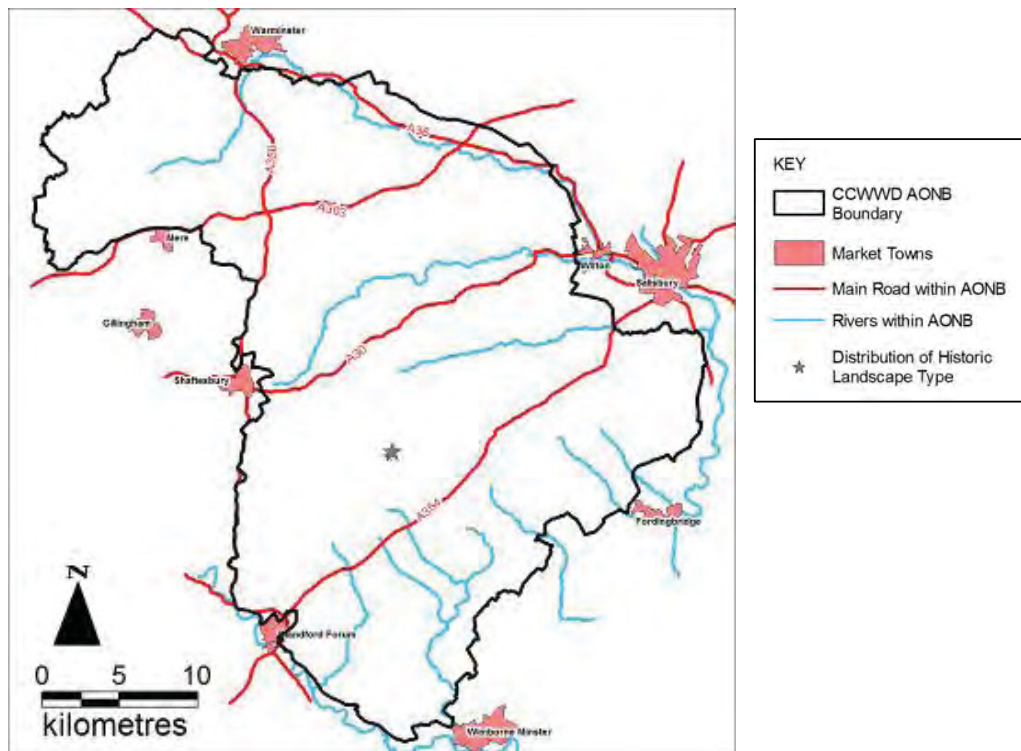 Warminster
A36
A350
A303
Mere
Wilton
Salisbury
Gillingham
A30
Shaftesbury
A354
Fordingbridge
N
Blandford Forum
0 5 10
kilometres
Wimborne Minster
KEY
CCWWD AONB
Boundary
Market Towns
Main Road within AONB
Rivers within AONB
Distribution of Historic
Landscape Type